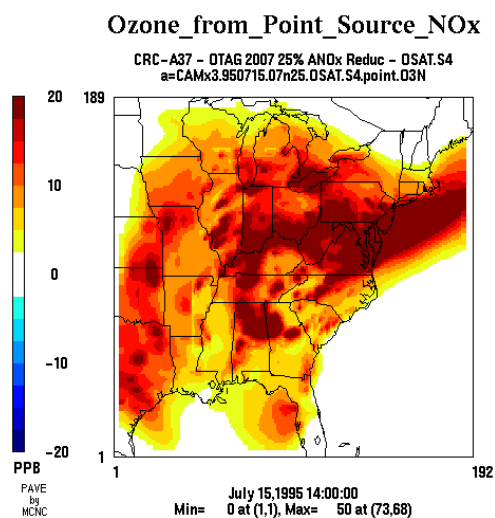 Ozone_from_Point_Source_NOx
CRC-A37 - OTAG 2007 25% ANOx Reduc - OSAT.S4
a=CAMx3.950715.07n25.OSAT.S4.point.O3N
20
10
0
-10
-20
PPB
PAVE
by
MCNC
189
1
1
192
July 15,1995 14:00:00
Min= 0 at (1,1), Max= 50 at (73,68)